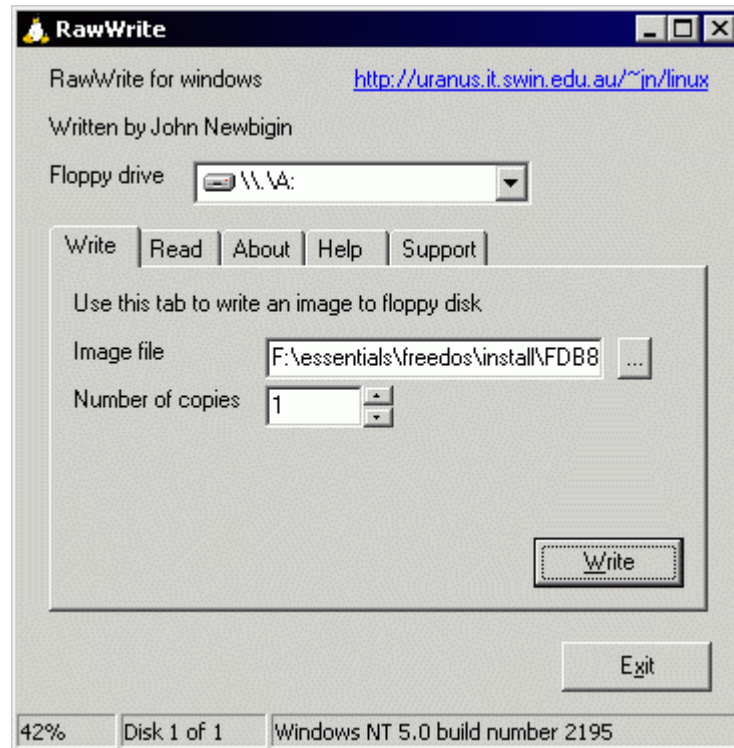 RawWrite
RawWrite for windows http://uranus.it.swin.edu.au/~jn/linux
Written by John Newbigin
Floppy drive \\.\A:
Write Read About Help Support
Use this tab to write an image to floppy disk
Image file F:\essentials\freedos\install\FDB8 ...
Number of copies 1
Write
Exit
42% Disk 1 of 1 Windows NT 5.0 build number 2195